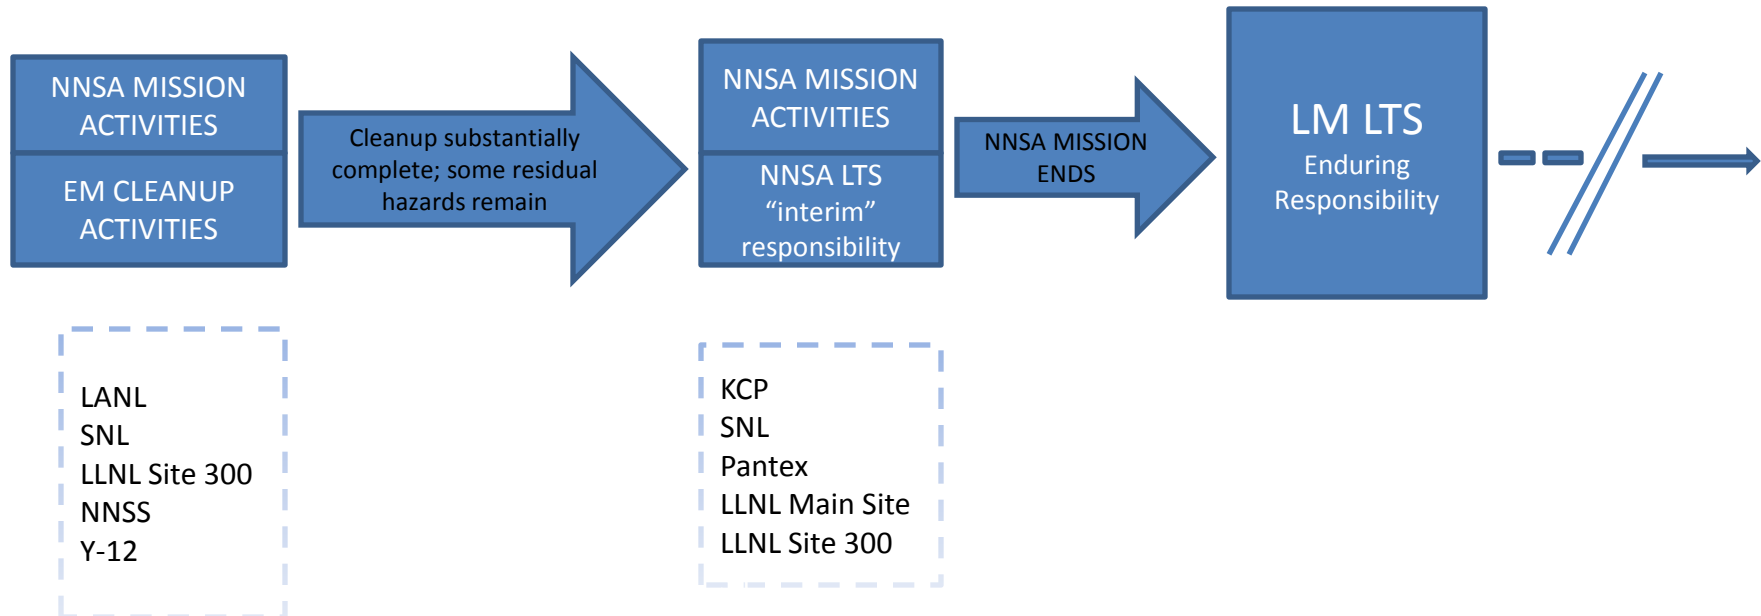 NNSA MISSION
ACTIVITIES
EM CLEANUP
ACTIVITIES
Cleanup substantially
complete; some residual
hazards remain
NNSA MISSION
ACTIVITIES
NNSA LTS
“interim”
responsibility
NNSA MISSION
ENDS
LM LTS
Enduring
Responsibility
LANL
SNL
LLNL Site 300
NNSS
Y-12
KCP
SNL
Pantex
LLNL Main Site
LLNL Site 300